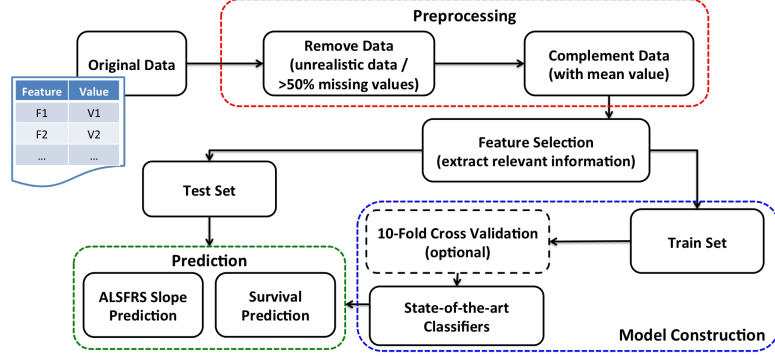 Preprocessing
Original Data
Remove Data
(unrealistic data /
>50% missing values)
Complement Data
(with mean value)
Feature Value
F1 V1
F2 V2
... ...
Feature Selection
(extract relevant information)
Test Set
10-Fold Cross Validation
(optional)
Train Set
Prediction
ALSFRS Slope
Prediction
Survival
Prediction
State-of-the-art
Classifiers
Model Construction